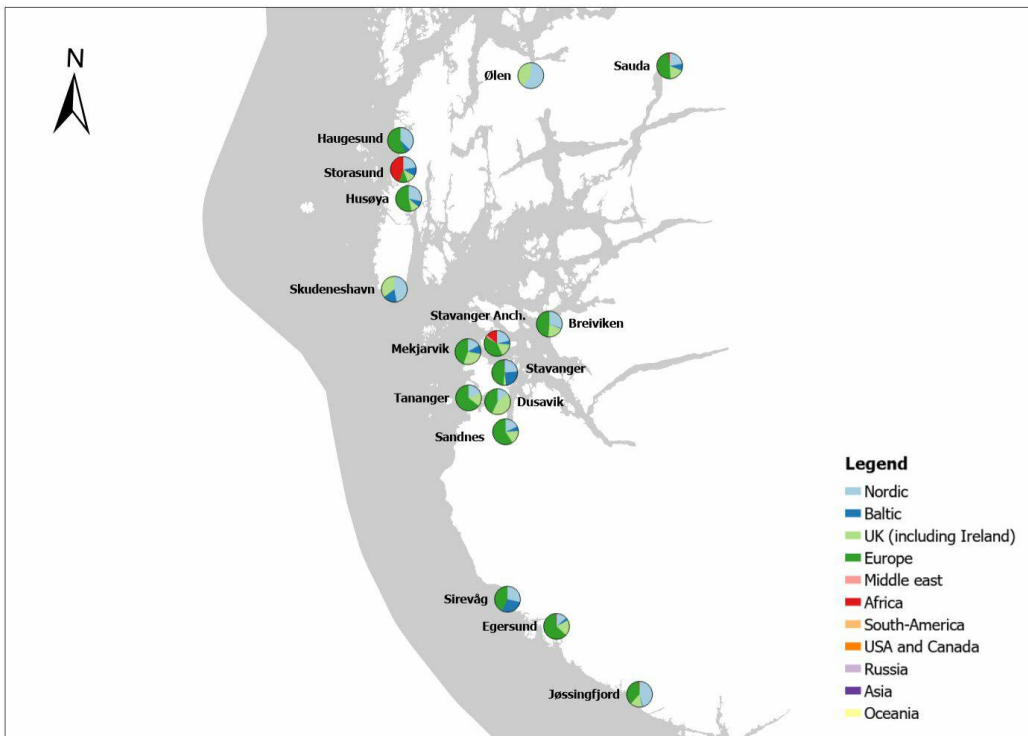 N
Ølen
Sauda
Haugesund
Storasund
Husøya
Skudeneshavn
Stavanger Anch.
Breiviken
Mekjarvik
Stavanger
Tananger
Dusavik
Sandnes
Sirevåg
Egersund
Jøssingfjord
Legend
Nordic
Baltic
UK (including Ireland)
Europe
Middle east
Africa
South-America
USA and Canada
Russia
Asia
Oceania